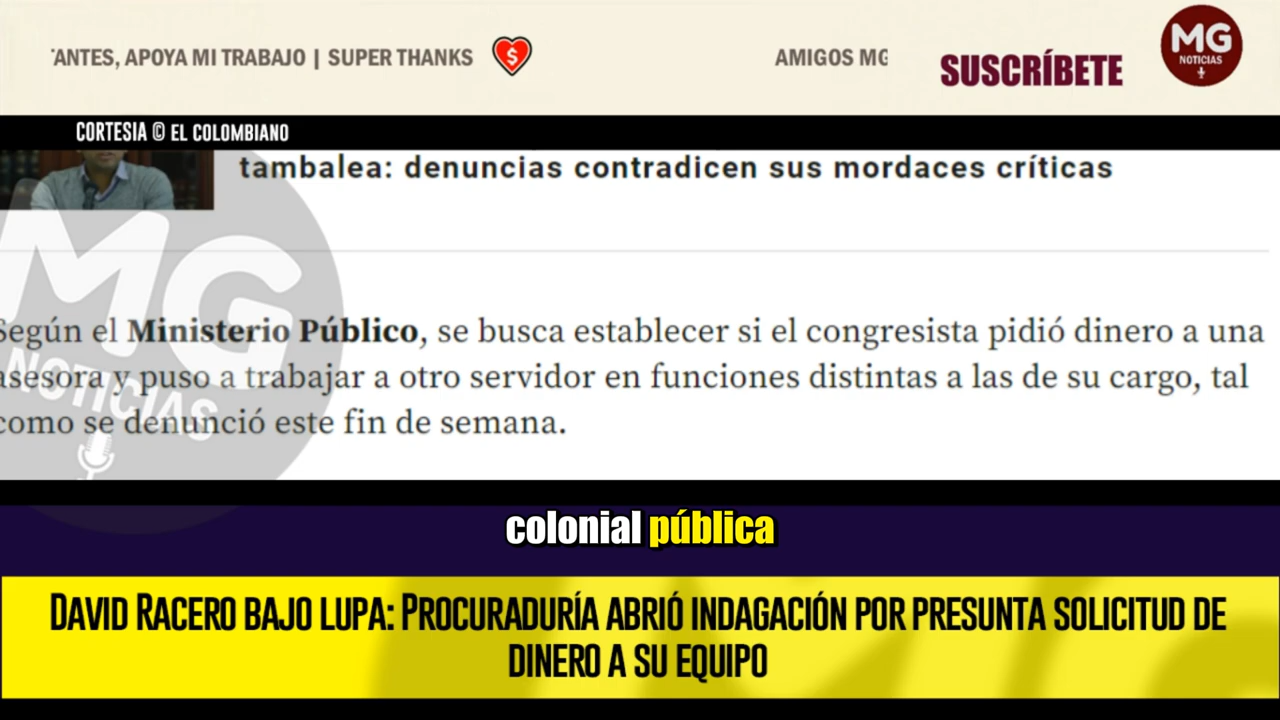 'ANTES, APOYA MI TRABAJO | SUPER THANKS
AMIGOS MG
SUSCRÍBETE
MG
NOTICIAS
CORTESIA © EL COLOMBIANO
tambalea: denuncias contradicen sus mordaces críticas
Según el Ministerio Público, se busca establecer si el congresista pidió dinero a una
asesora y puso a trabajar a otro servidor en funciones distintas a las de su cargo, tal
como se denunció este fin de semana.
MG
NOTICIAS
colonial pública
DAVID RACERO BAJO LUPA: PROCURADURÍA ABRIÓ INDAGACIÓN POR PRESUNTA SOLICITUD DE
DINERO A SU EQUIPO